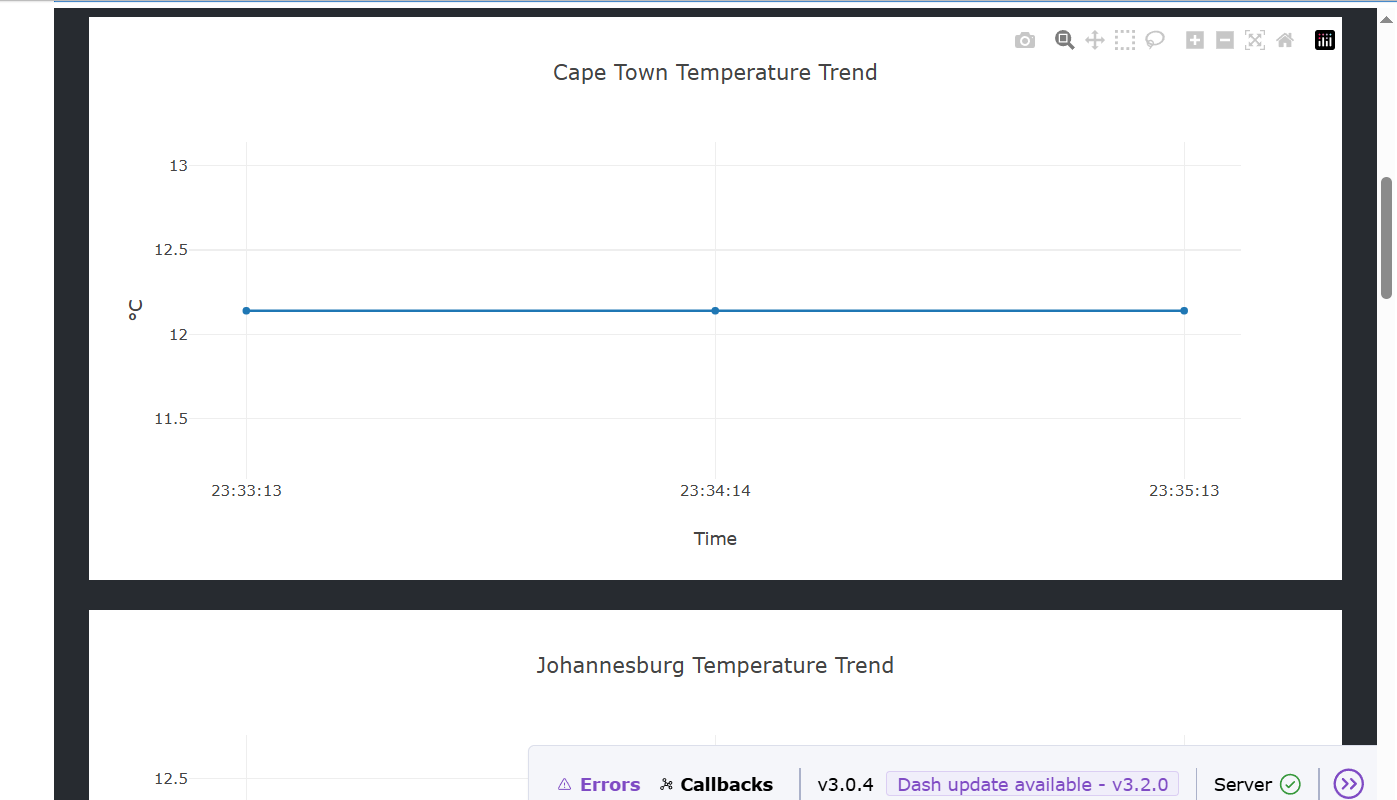 Cape Town Temperature Trend
13
12.5
12
11.5
°C
23:33:13 23:34:14 23:35:13
Time
Johannesburg Temperature Trend
12.5
Errors Callbacks v3.0.4 Dash update available - v3.2.0 Server